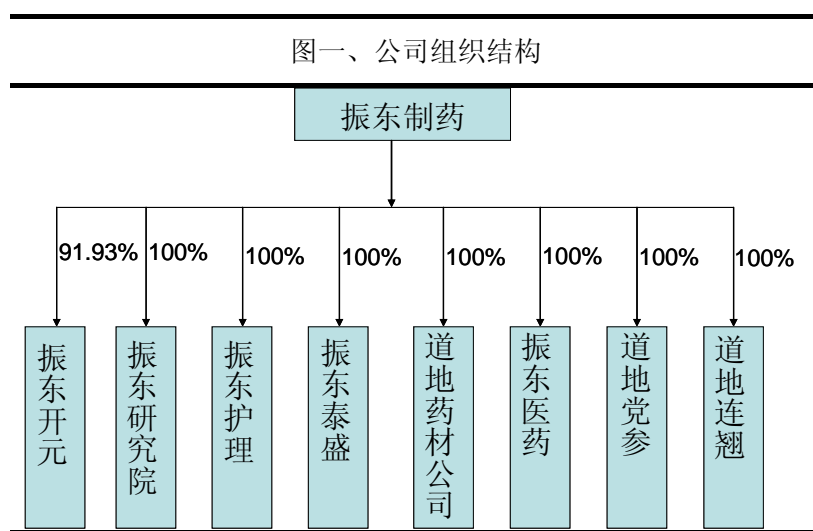 图一、公司组织结构
振东制药
91.93%
100%
100%
100%
100%
100%
100%
100%
振东开元
振东研究院
振东护理
振东泰盛
道地药材公司
振东医药
道地党参
道地连翘